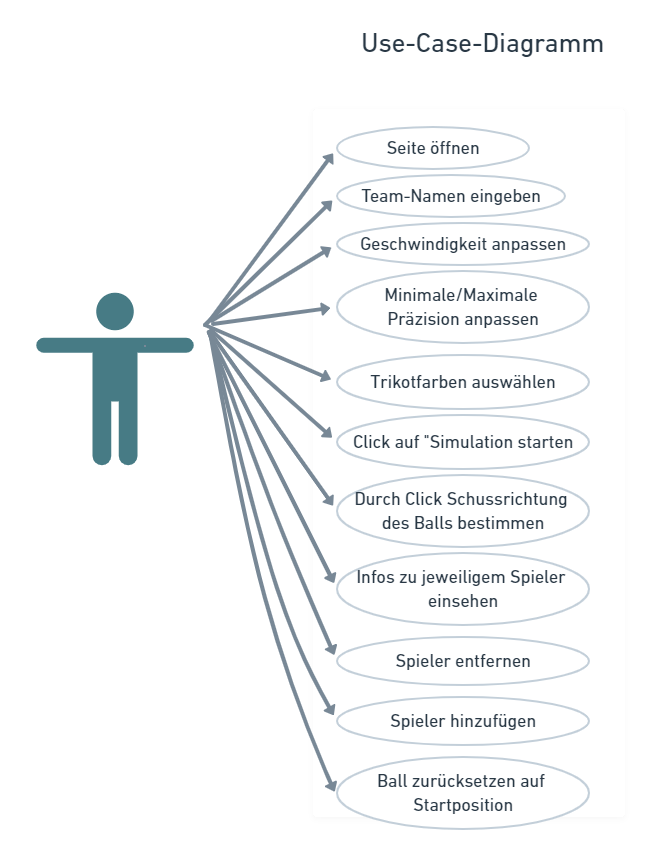 Use-Case-Diagramm
Seite öffnen
Team-Namen eingeben
Geschwindigkeit anpassen
Minimale/Maximale
Präzision anpassen
Trikotfarben auswählen
Click auf "Simulation starten
Durch Click Schussrichtung
des Balls bestimmen
Infos zu jeweiligem Spieler
einsehen
Spieler entfernen
Spieler hinzufügen
Ball zurücksetzen auf
Startposition